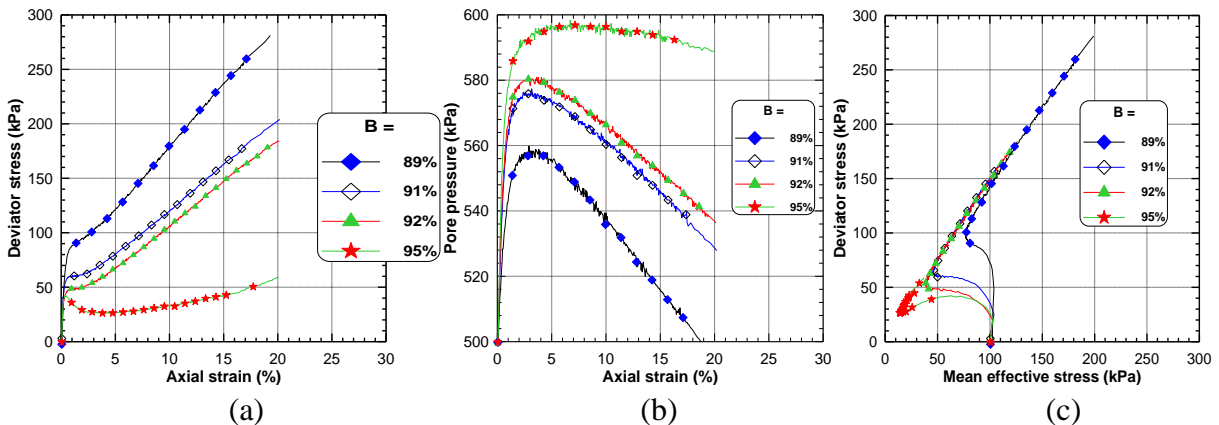 Deviator stress (kPa)
300
250
200
150
100
50
0
0 5 10 15 20 25 30
Axial strain (%)
B =
89%
91%
92%
95%
(a)
Pore pressure (kPa)
600
580
560
540
520
500
0 5 10 15 20 25 30
Axial strain (%)
B =
89%
91%
92%
95%
(b)
Deviator stress (kPa)
300
250
200
150
100
50
0
0 50 100 150 200 250 300
Mean effective stress (kPa)
B =
89%
91%
92%
95%
(c)